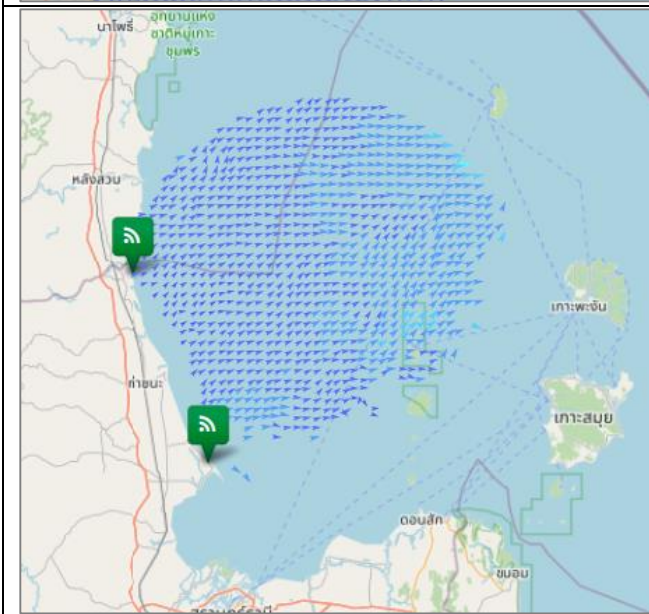 นาโพธิ์
อุทยานแห่ง
ชาติหมู่เกาะ
ชุมพร
หลังสวน
เกาะพะงัน
ท่าชนะ
เกาะสมุย
ดอนสัก
ขนอม